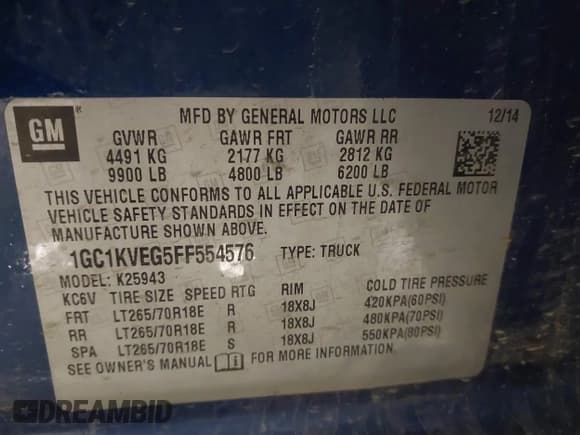 GM
MFD BY GENERAL MOTORS LLC 12/14
GVWR GAWR FRT GAWR RR
4491 KG 2177 KG 2812 KG
9900 LB 4800 LB 6200 LB
THIS VEHICLE CONFORMS TO ALL APPLICABLE U.S. FEDERAL MOTOR
VEHICLE SAFETY STANDARDS IN EFFECT ON THE DATE OF
MANUFACTURE SHOWN ABOVE.
1GC1KVEG5FF554576 TYPE: TRUCK
MODEL: K25943
KC6V TIRE SIZE SPEED RTG RIM COLD TIRE PRESSURE
FRT LT265/70R18E R 18X8J 420KPA(60PSI)
RR LT265/70R18E R 18X8J 480KPA(70PSI)
SPA LT265/70R18E S 18X8J 550KPA(80PSI)
SEE OWNER'S MANUAL FOR MORE INFORMATION.
DREAMBID